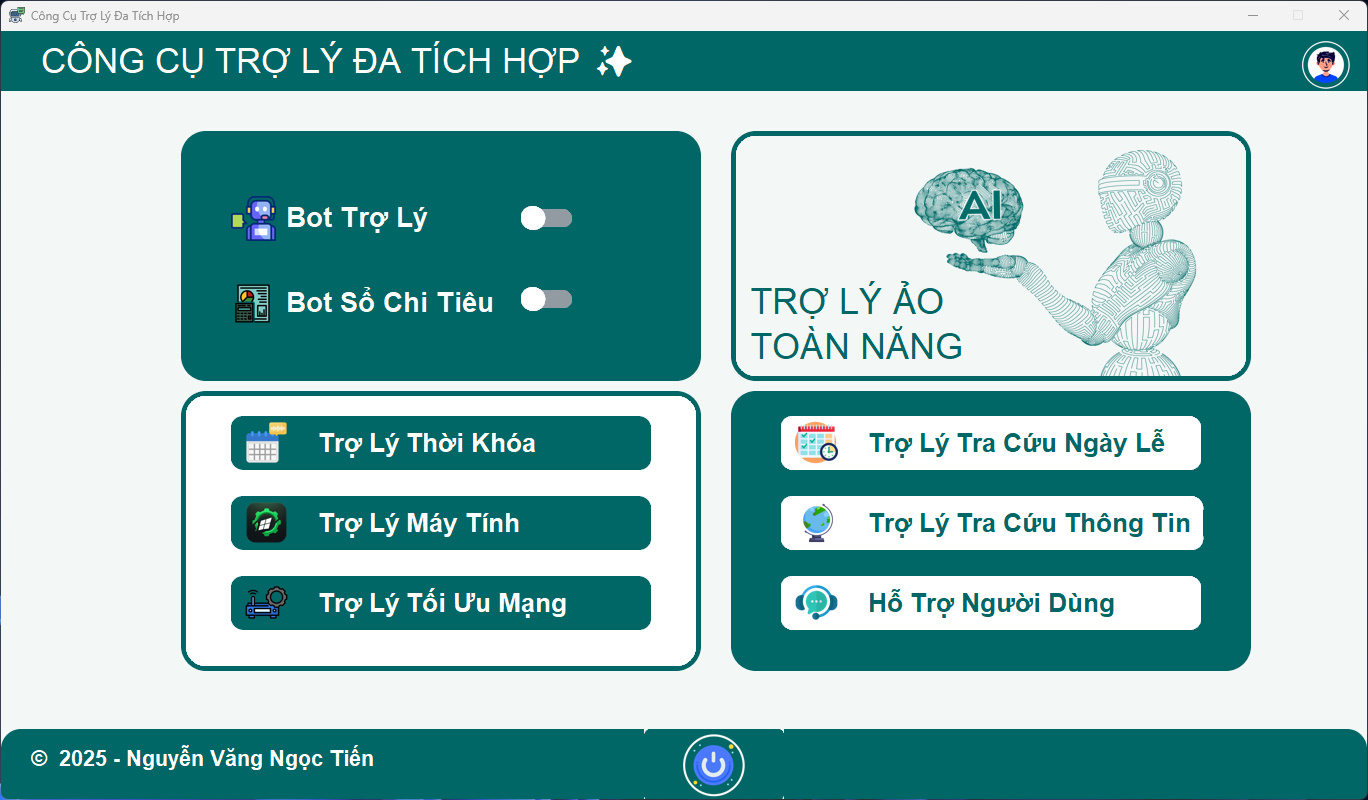 Công Cụ Trợ Lý Đa Tích Hợp
CÔNG CỤ TRỢ LÝ ĐA TÍCH HỢP
Bot Trợ Lý
Bot Sổ Chi Tiêu
AI
TRỢ LÝ ẢO
TOÀN NĂNG
Trợ Lý Thời Khóa
Trợ Lý Máy Tính
Trợ Lý Tối Ưu Mạng
Trợ Lý Tra Cứu Ngày Lễ
Trợ Lý Tra Cứu Thông Tin
Hỗ Trợ Người Dùng
© 2025 - Nguyễn Văng Ngọc Tiến